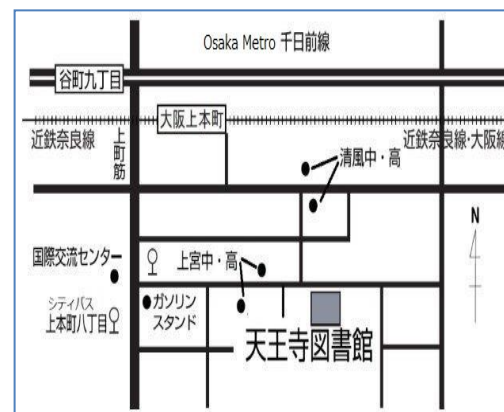 Osaka Metro 千日前線
谷町九丁目
大阪上本町
近鉄奈良線
近鉄奈良線・大阪線
上町筋
清風中・高
N
国際交流センター
上宮中・高
シティバス
上本町八丁目
ガソリン
スタンド
天王寺図書館